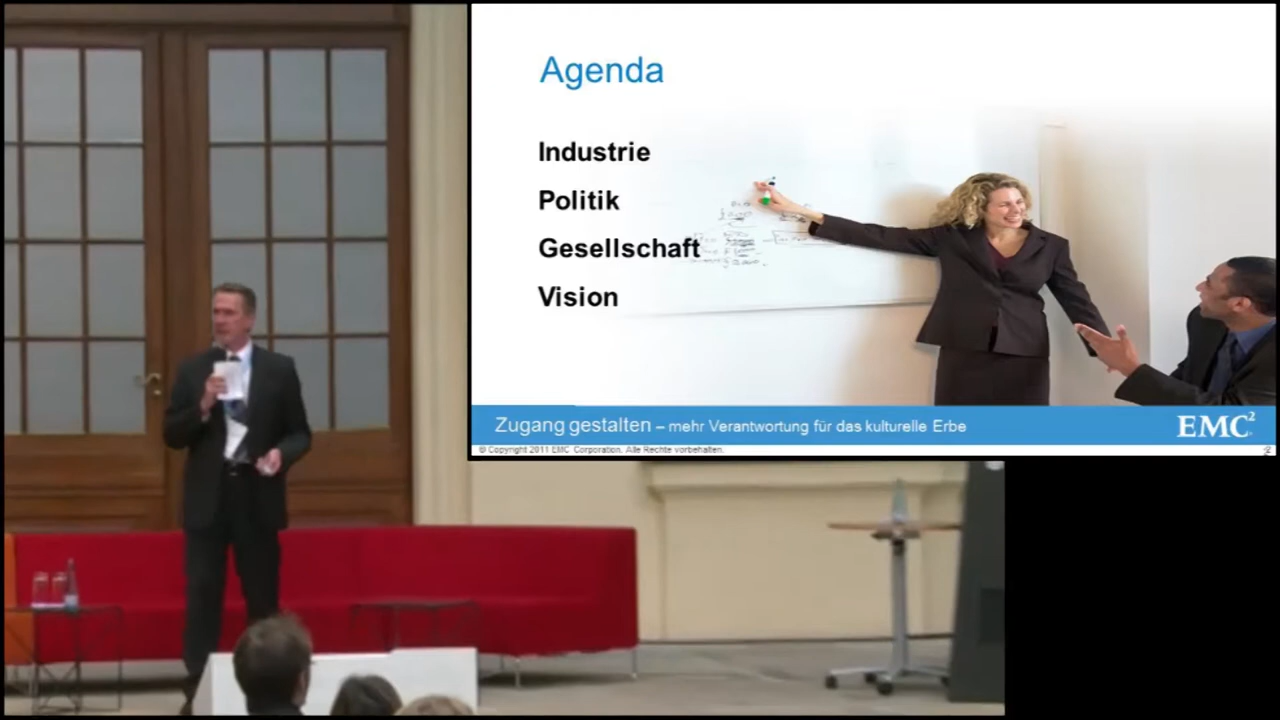 Agenda
Industrie
Politik
Gesellschaft
Vision
Zugang gestalten – mehr Verantwortung für das kulturelle Erbe
EMC²
© Copyright 2011 EMC Corporation. Alle Rechte vorbehalten.
2